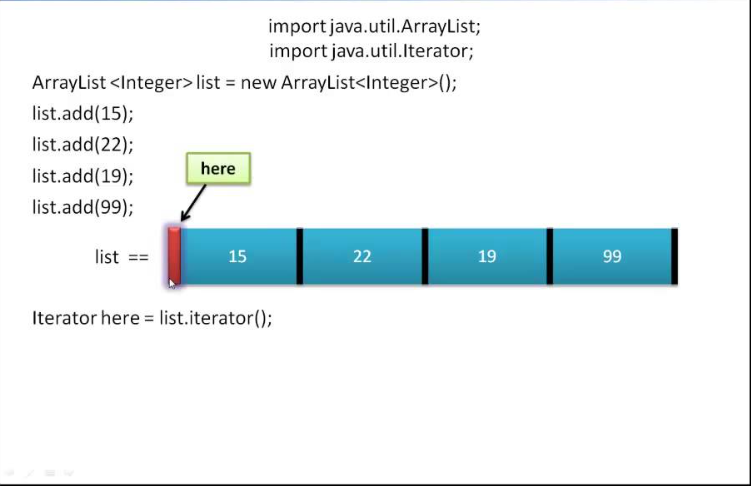 import java.util.ArrayList;
import java.util.Iterator;
ArrayList <Integer> list = new ArrayList<Integer>();
list.add(15);
list.add(22);
list.add(19);
list.add(99);
here
list == 15 22 19 99
Iterator here = list.iterator();